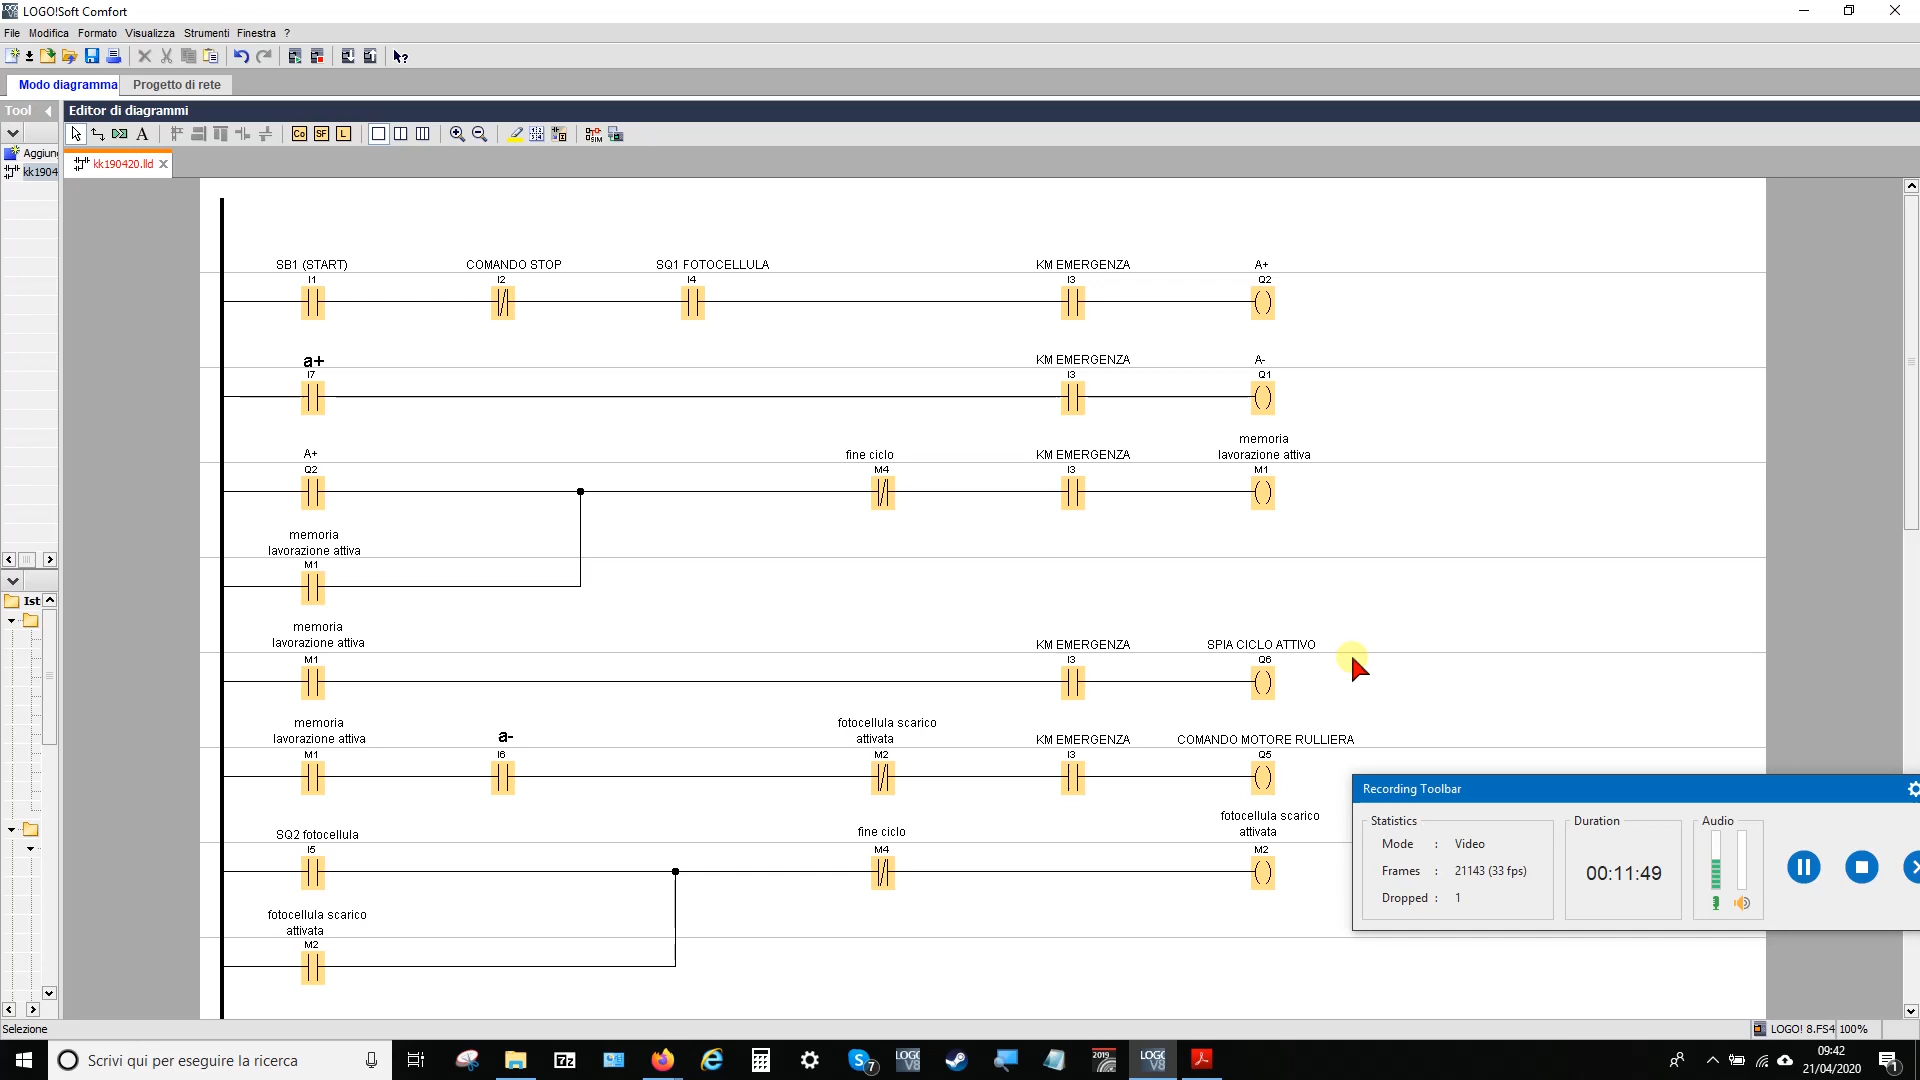 LOGO!Soft Comfort
File Modifica Formato Visualizza Strumenti Finestra ?
Modo diagramma Progetto di rete
Tool Editor di diagrammi
Co SF L
Aggiun kk190420.lld
kk1904
SB1 (START) COMANDO STOP SQ1 FOTOCELLULA KM EMERGENZA A+
I1 I2 I4 I3 Q2
a+ KM EMERGENZA A-
I7 I3 Q1
memoria
A+ fine ciclo KM EMERGENZA lavorazione attiva
Q2 M4 I3 M1
memoria
lavorazione attiva
M1
Ist
memoria
lavorazione attiva KM EMERGENZA SPIA CICLO ATTIVO
M1 I3 Q6
memoria fotocellula scarico
lavorazione attiva a- attivata KM EMERGENZA COMANDO MOTORE RULLIERA
M1 I6 M2 I3 Q5
fotocellula scarico
SQ2 fotocellula fine ciclo attivata
I5 M4 M2
fotocellula scarico
attivata
M2
Recording Toolbar
Statistics Duration Audio
Mode : Video
Frames : 21143 (33 fps) 00:11:49
Dropped : 1
Selezione LOGO! 8.FS4 100%
Scrivi qui per eseguire la ricerca
09:42
21/04/2020